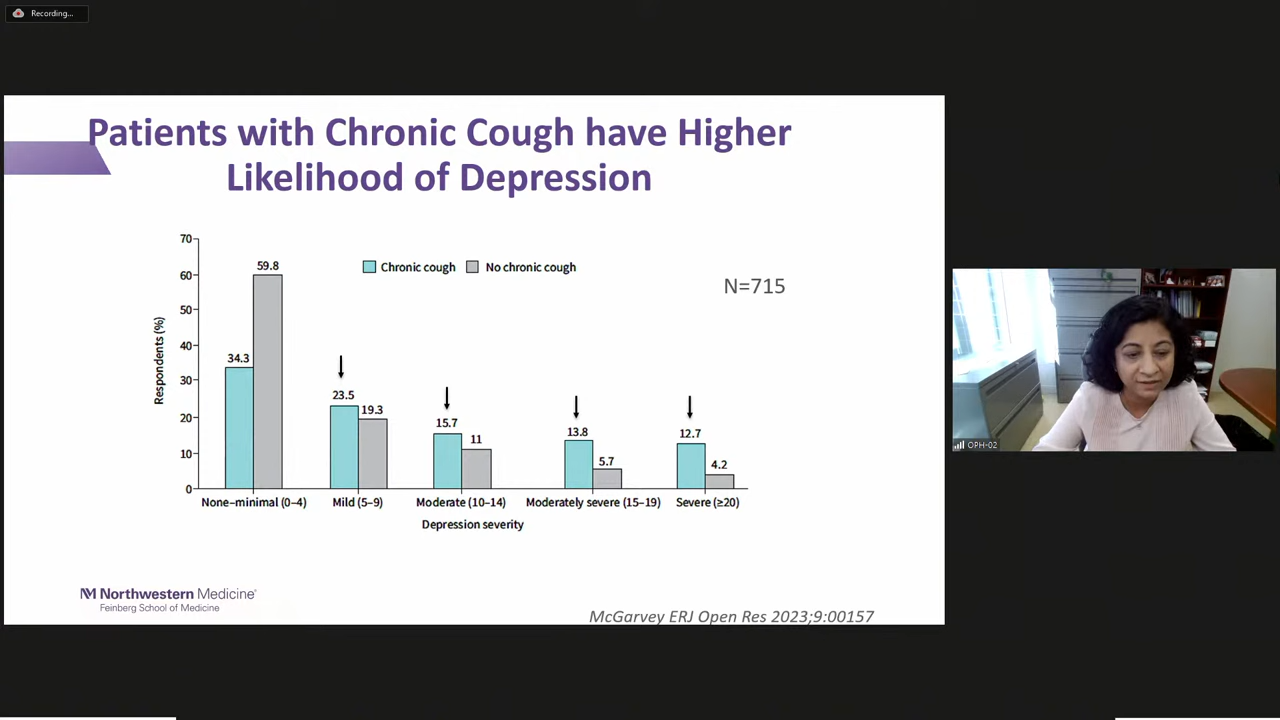 Recording...
Patients with Chronic Cough have Higher
Likelihood of Depression
70
60
50
40
30
20
10
0
Respondents (%)
Chronic cough
No chronic cough
N=715
34.3
59.8
23.5
19.3
15.7
11
13.8
5.7
12.7
4.2
None–minimal (0–4)
Mild (5–9)
Moderate (10–14)
Moderately severe (15–19)
Severe (≥20)
Depression severity
Northwestern Medicine®
Feinberg School of Medicine
McGarvey ERJ Open Res 2023;9:00157
OPH-02